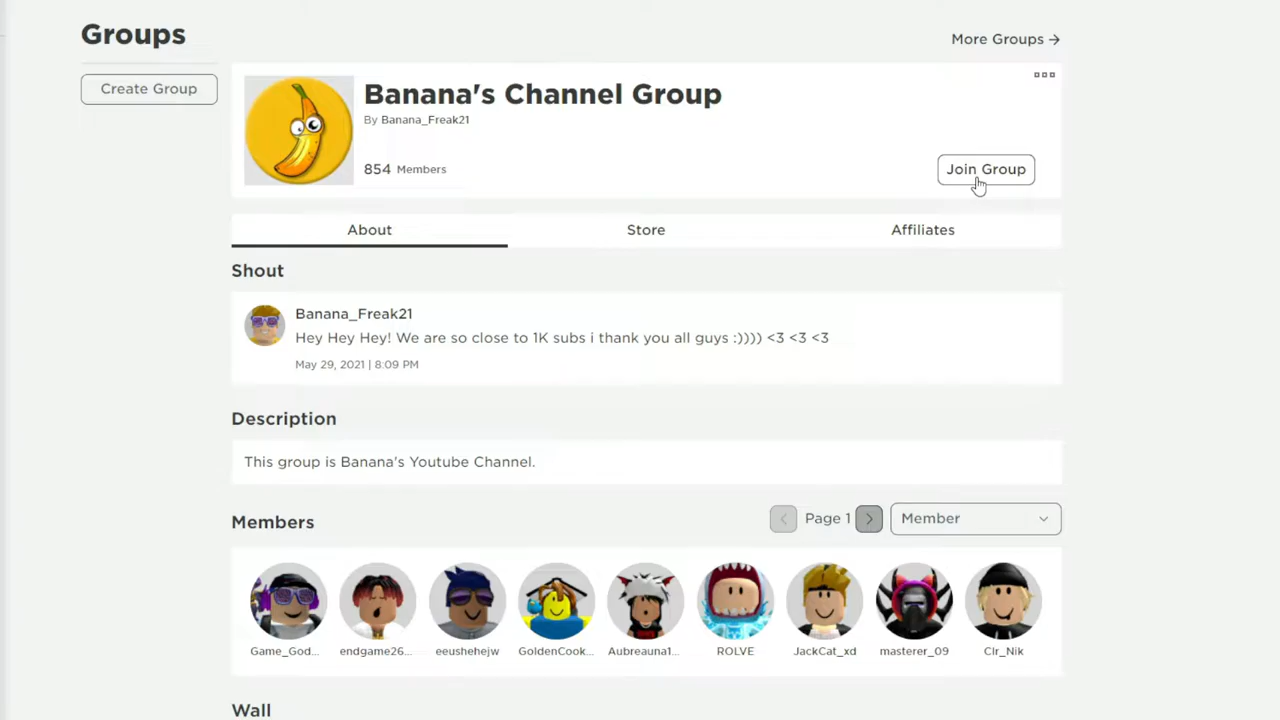 Groups
More Groups →
Create Group
Banana's Channel Group
By Banana_Freak21
854 Members
Join Group
About
Store
Affiliates
Shout
Banana_Freak21
Hey Hey Hey! We are so close to 1K subs i thank you all guys :)))) <3 <3 <3
May 29, 2021 | 8:09 PM
Description
This group is Banana's Youtube Channel.
Members
Page 1
Member
Game_God...
endgame26...
eeushehejw
GoldenCook...
Aubreauna1...
ROLVE
JackCat_xd
masterer_09
Clr_Nik
Wall